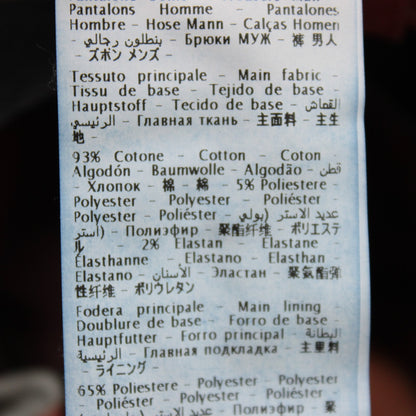 Pantalons Homme - Pantalones
Hombre - Hose Mann - Calças Homen
- بنطلون رجالي - Брюки МУЖ - 裤 男人
- ズボン メンズ
Tessuto principale - Main fabric -
Tissu de base - Tejido de base -
Hauptstoff - Tecido de base - القماش
الرئيسي - Главная ткань - 主面料 - 主生
地 -
93% Cotone - Cotton - Coton
Algodón - Baumwolle - Algodão - قطن
- Хлопок - 棉 - 綿 - 5% Poliestere -
Polyester - Polyester - Poliéster -
Polyester - Poliéster - عديد الاستر (بولي
أستر) - Полиэфир - 聚酯纤维 - ポリエステ
ル - 2% Elastan - Elastane
Élasthanne - Elastano - Elasthan
Elastano - الأستان - Эластан - 聚氨酯弹
性纤维 - ポリウレタン
Fodera principale - Main lining -
Doublure de base - Forro de base -
Hauptfutter - Forro principal - البطانة
الرئيسية - Главная подкладка - 主里料
- ライニング -
65% Poliestere - Polyester - Polyester
- Полиэфир - 聚